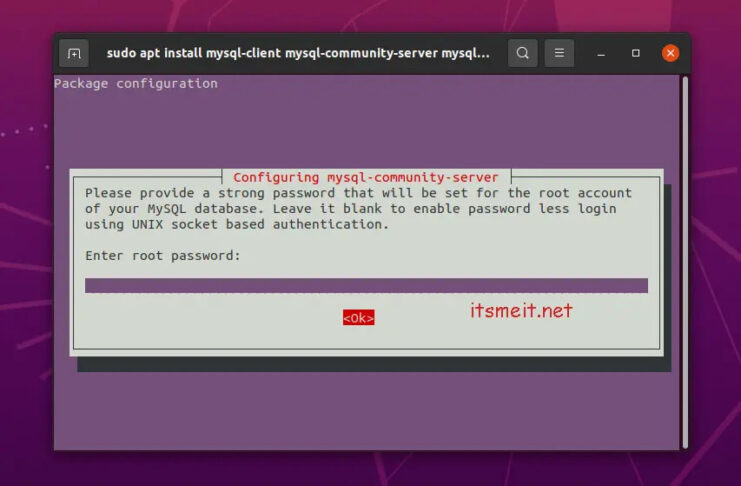 sudo apt install mysql-client mysql-community-server mysql...
Package configuration
Configuring mysql-community-server
Please provide a strong password that will be set for the root account
of your MySQL database. Leave it blank to enable password less login
using UNIX socket based authentication.
Enter root password:
<Ok>
itsmeit.net